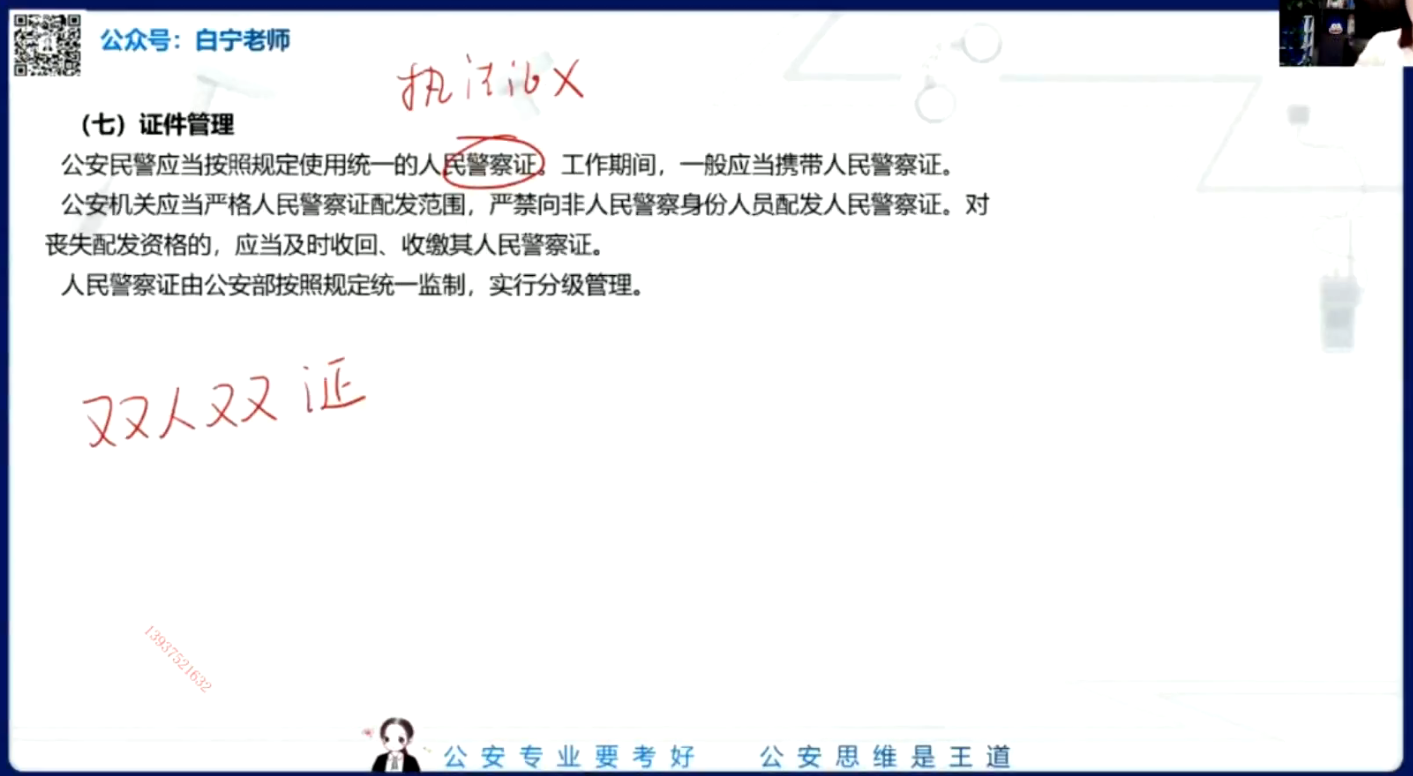 公众号：白宁老师
执法证X
（七）证件管理
公安民警应当按照规定使用统一的人民警察证。工作期间，一般应当携带人民警察证。
公安机关应当严格人民警察证配发范围，严禁向非人民警察身份人员配发人民警察证。对
丧失配发资格的，应当及时收回、收缴其人民警察证。
人民警察证由公安部按照规定统一监制，实行分级管理。
双人双证
13937521632
公安专业要考好 公安思维是王道